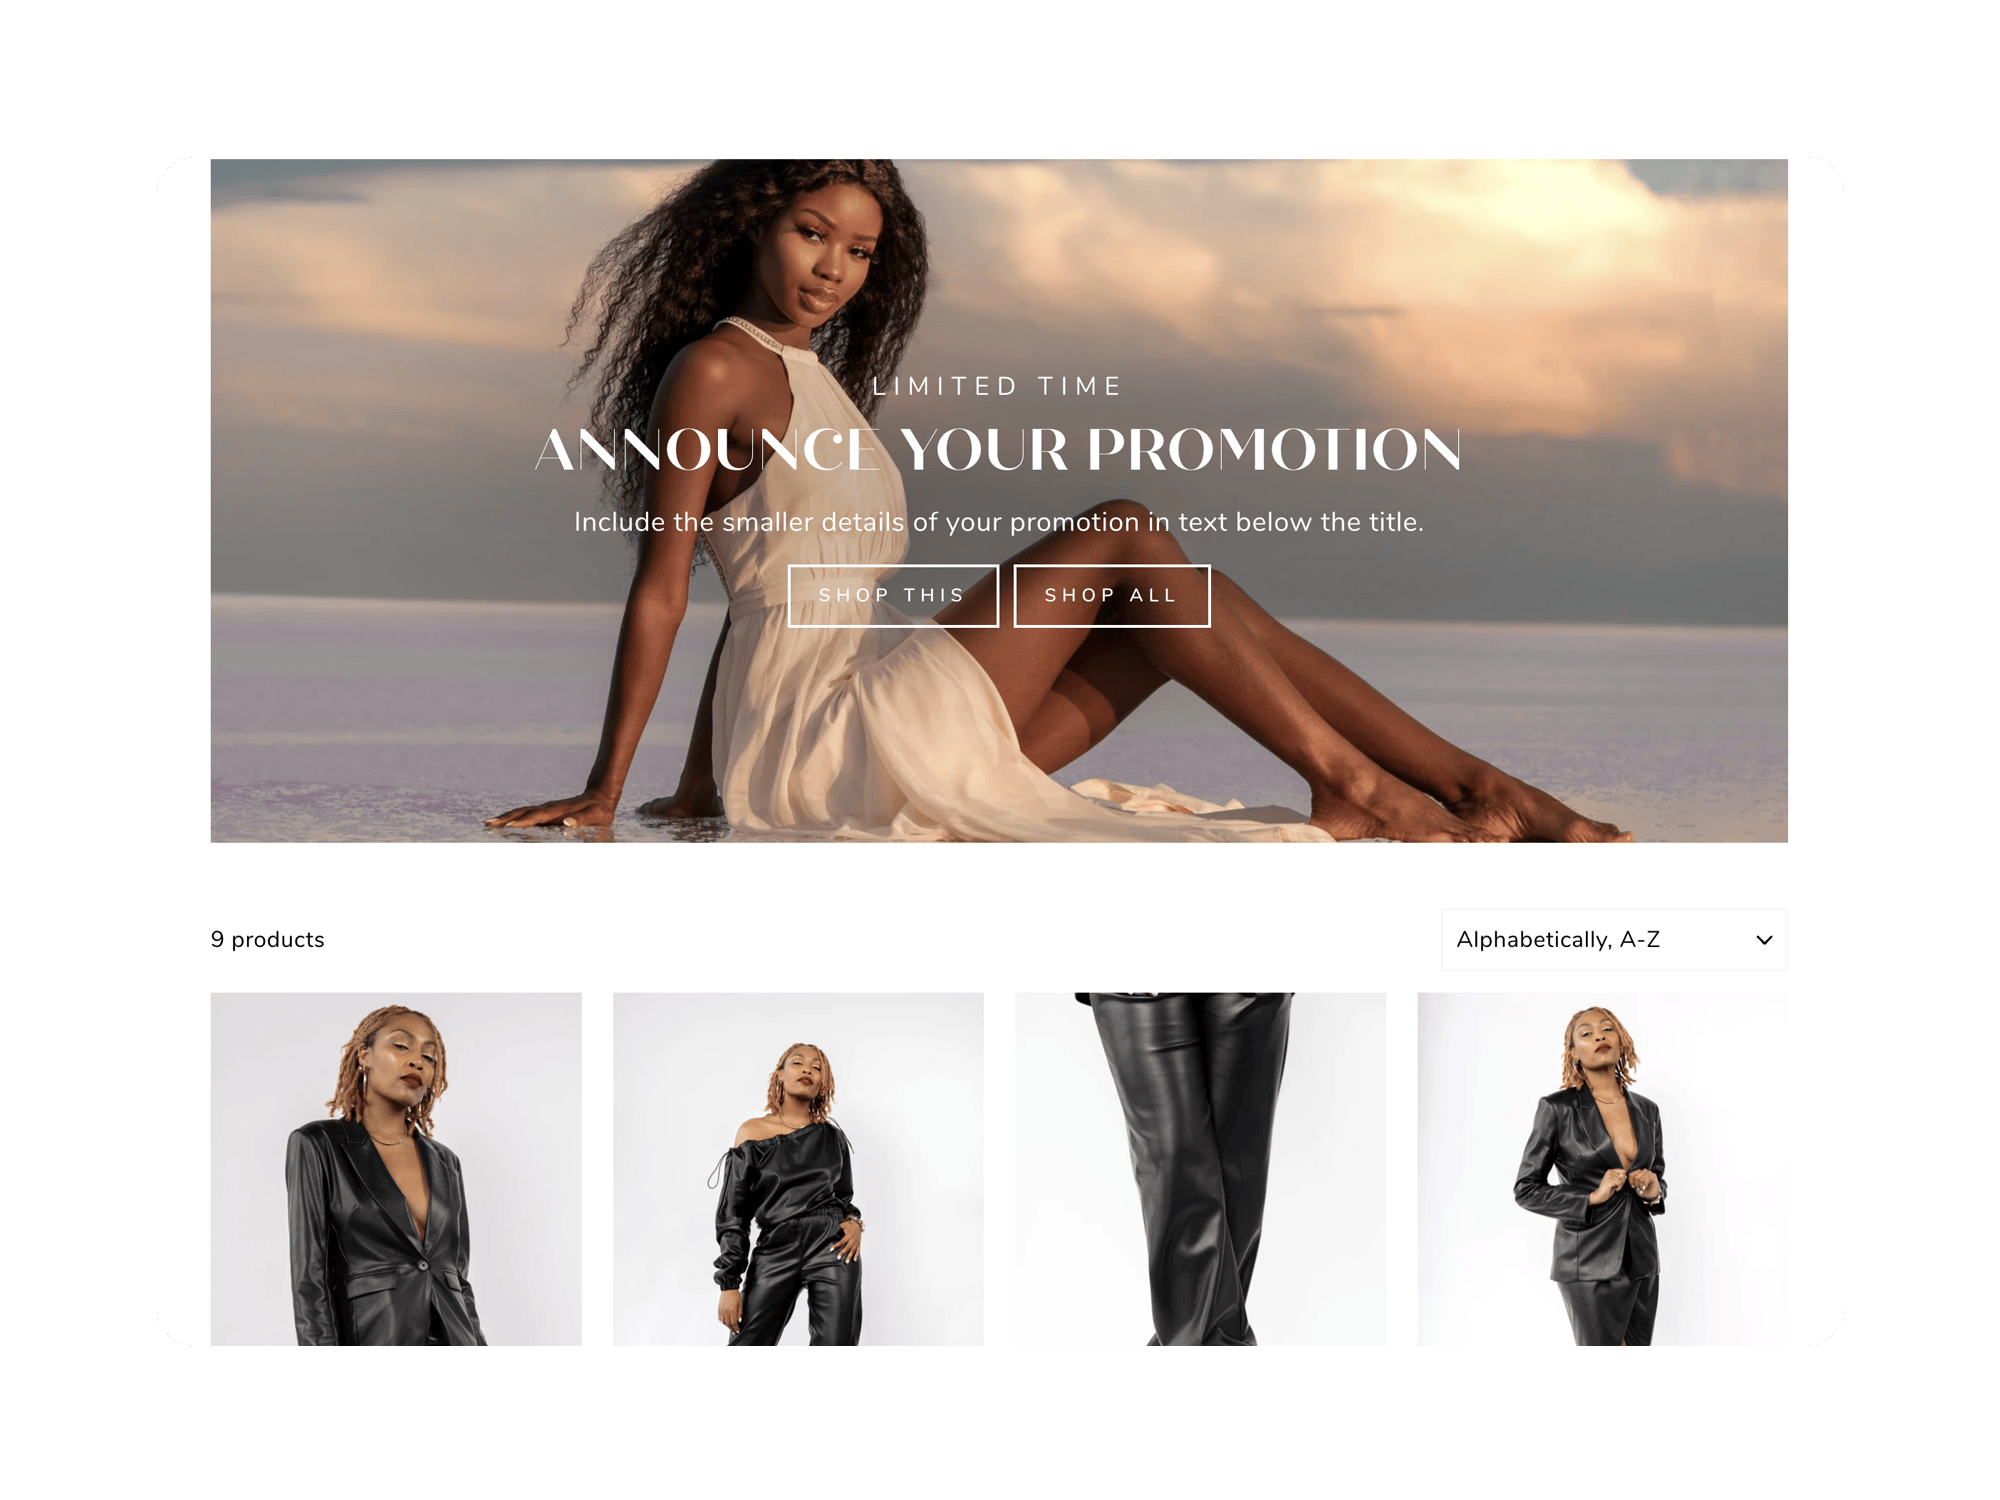 LIMITED TIME
ANNOUNCE YOUR PROMOTION
Include the smaller details of your promotion in text below the title.
SHOP THIS
SHOP ALL
9 products
Alphabetically, A-Z